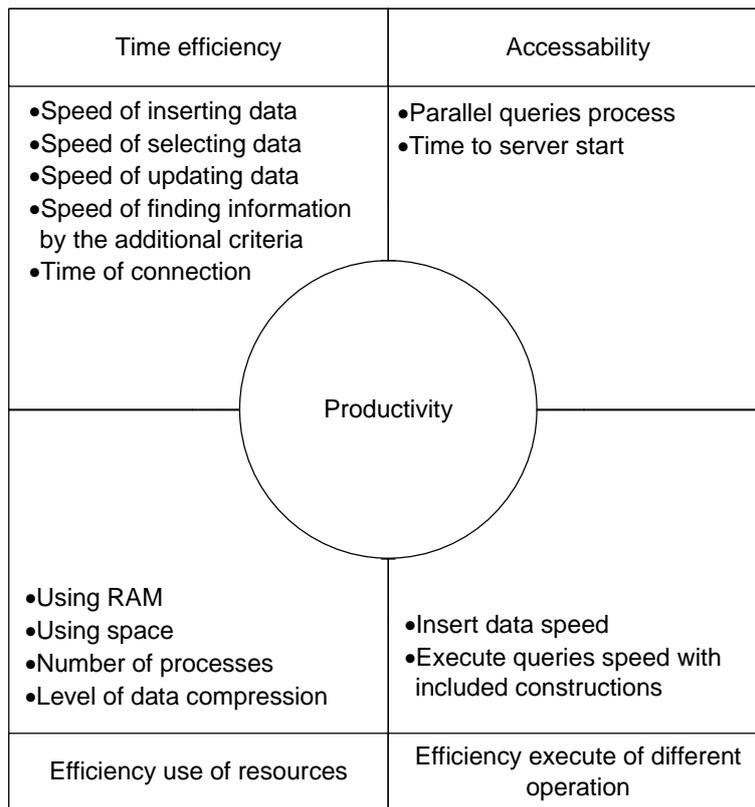 Time efficiency
Accessability
•Speed of inserting data
•Speed of selecting data
•Speed of updating data
•Speed of finding information
by the additional criteria
•Time of connection
•Parallel queries process
•Time to server start
Productivity
•Using RAM
•Using space
•Number of processes
•Level of data compression
•Insert data speed
•Execute queries speed with
included constructions
Efficiency use of resources
Efficiency execute of different
operation